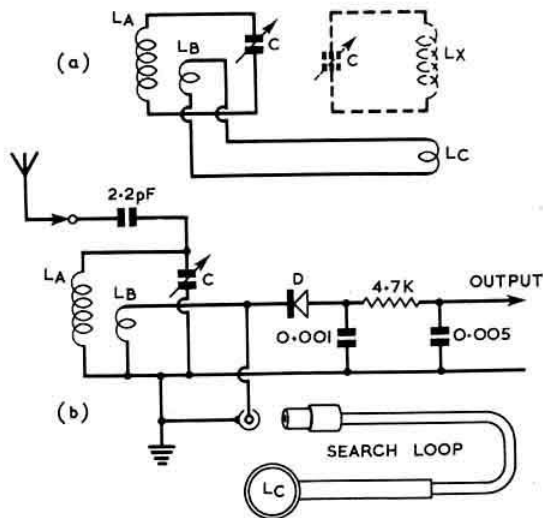 LA
LB
C
(a)
C
LX
LC
2·2pF
LA
LB
C
D
4·7K
OUTPUT
0·001
0·005
(b)
SEARCH LOOP
LC